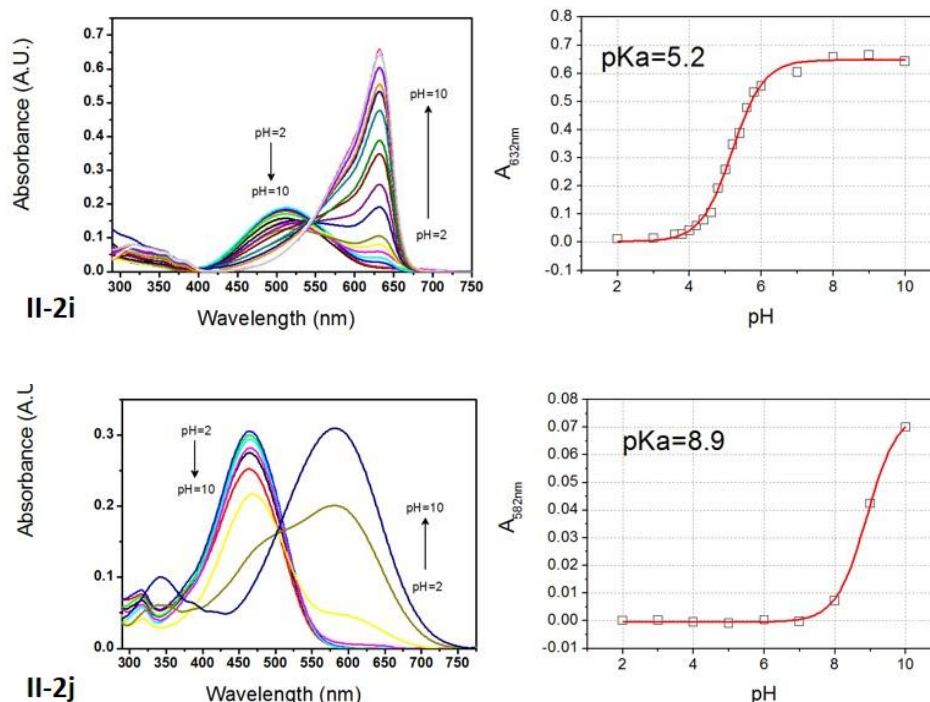 Absorbance (A.U.)
0.7
0.6
0.5
0.4
0.3
0.2
0.1
0.0
pH=2
pH=10
pH=10
pH=2
300 350 400 450 500 550 600 650 700 750
Wavelength (nm)
II-2i
A632nm
0.8
0.7
0.6
0.5
0.4
0.3
0.2
0.1
0.0
-0.1
pKa=5.2
2 4 6 8 10
pH
Absorbance (A.U
0.3
0.2
0.1
0.0
pH=2
pH=10
pH=10
pH=2
300 350 400 450 500 550 600 650 700 750
Wavelength (nm)
II-2j
A582nm
0.08
0.07
0.06
0.05
0.04
0.03
0.02
0.01
0.00
-0.01
pKa=8.9
2 4 6 8 10
pH